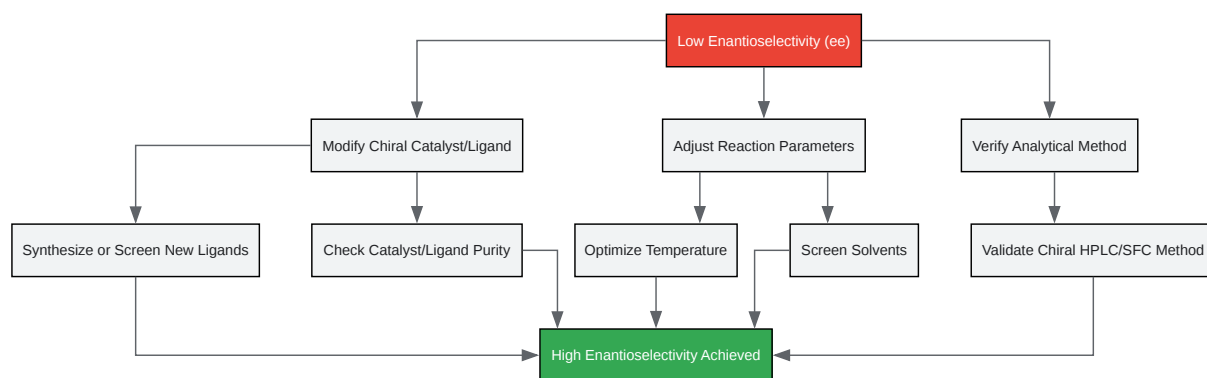 Low Enantioselectivity (ee)
Modify Chiral Catalyst/Ligand
Adjust Reaction Parameters
Verify Analytical Method
Synthesize or Screen New Ligands
Check Catalyst/Ligand Purity
Optimize Temperature
Screen Solvents
Validate Chiral HPLC/SFC Method
High Enantioselectivity Achieved